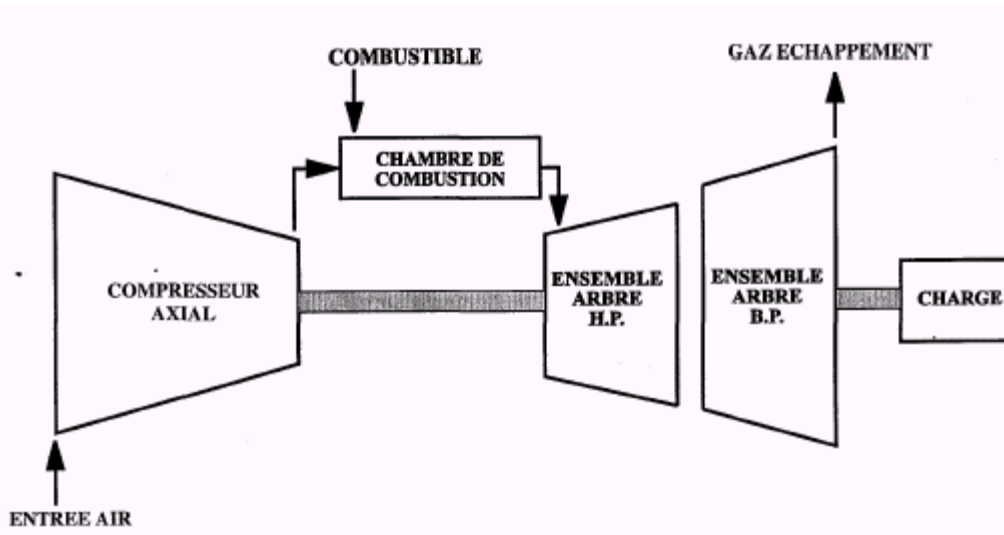 COMBUSTIBLE
GAZ ECHAPPEMENT
CHAMBRE DE
COMBUSTION
COMPRESSEUR
AXIAL
ENSEMBLE
ARBRE
H.P.
ENSEMBLE
ARBRE
B.P.
CHARGE
ENTREE AIR